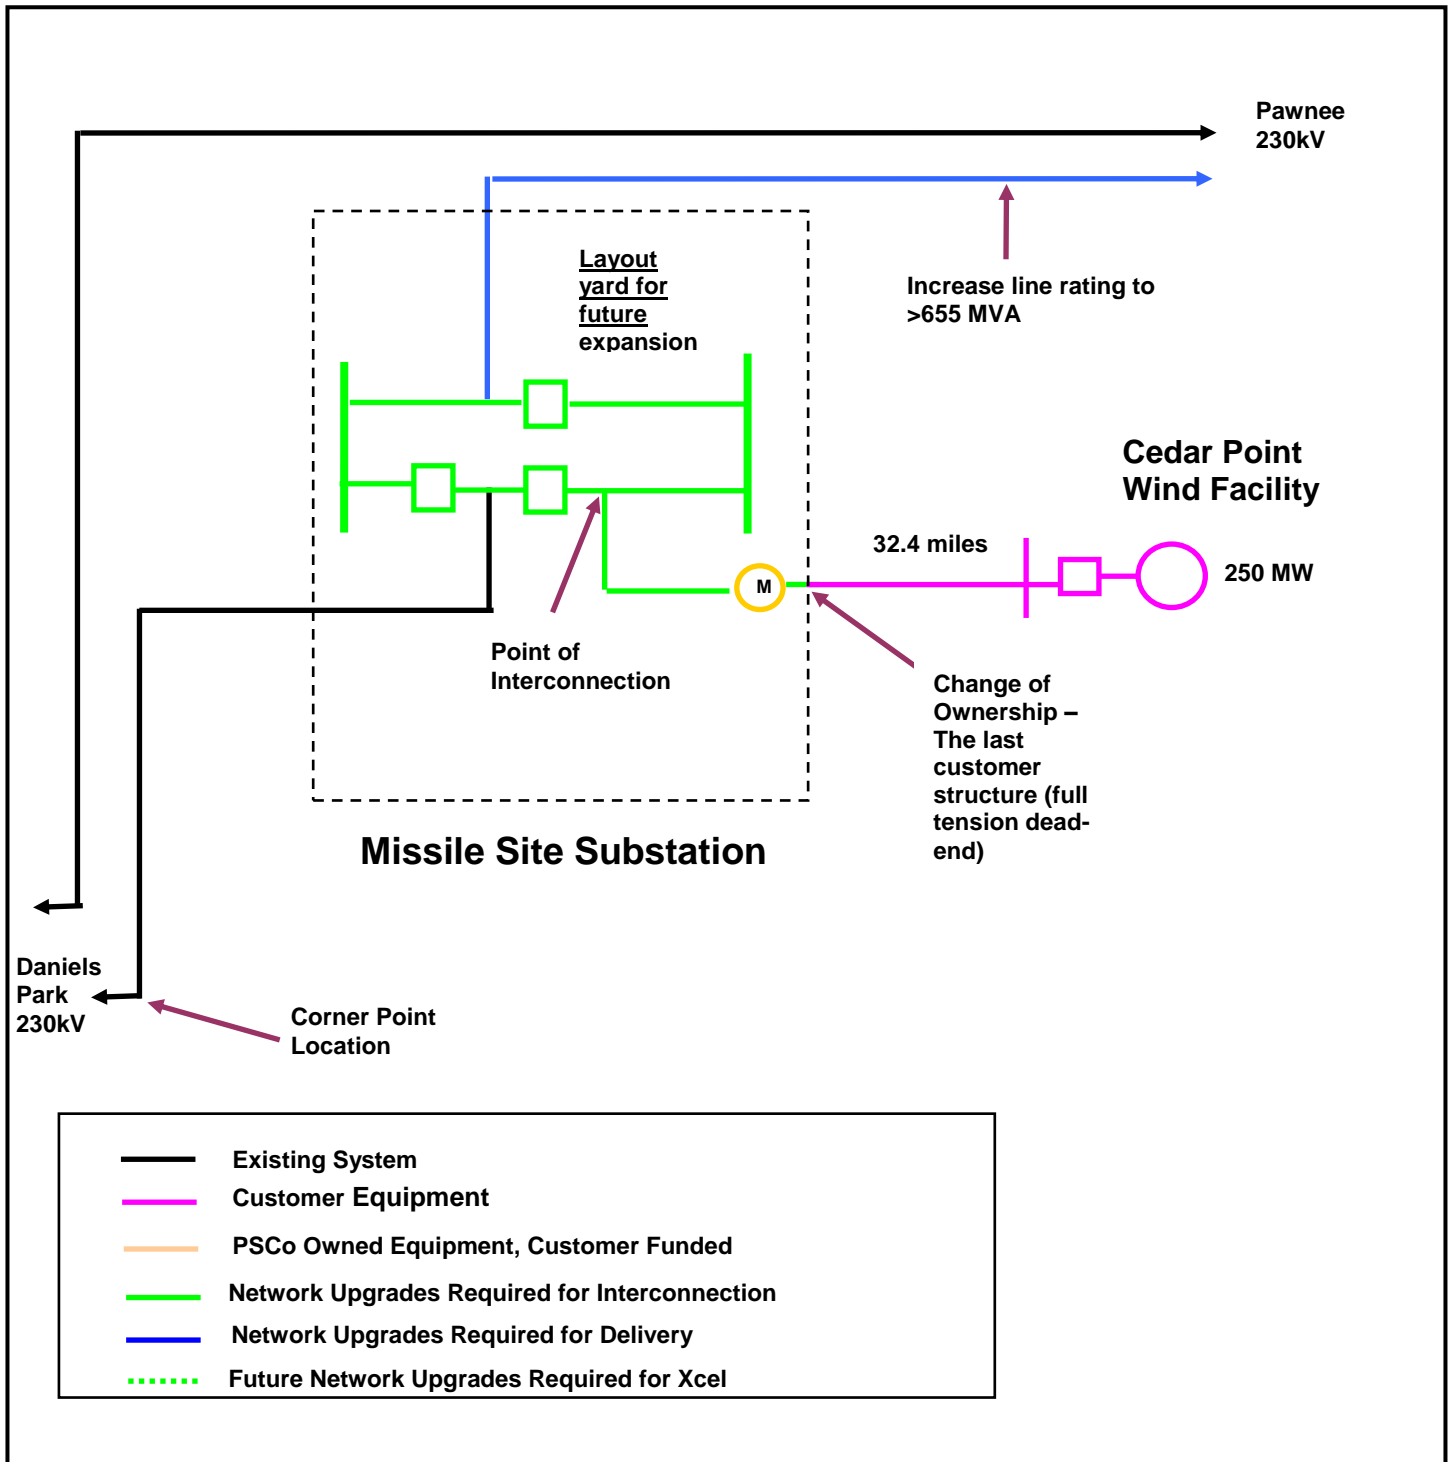 Pawnee
230kV
Layout
yard for
future
expansion
Increase line rating to
>655 MVA
Cedar Point
Wind Facility
32.4 miles
250 MW
M
Point of
Interconnection
Change of
Ownership –
The last
customer
structure (full
tension dead-
end)
Missile Site Substation
Daniels
Park
230kV
Corner Point
Location
Existing System
Customer Equipment
PSCo Owned Equipment, Customer Funded
Network Upgrades Required for Interconnection
Network Upgrades Required for Delivery
Future Network Upgrades Required for Xcel